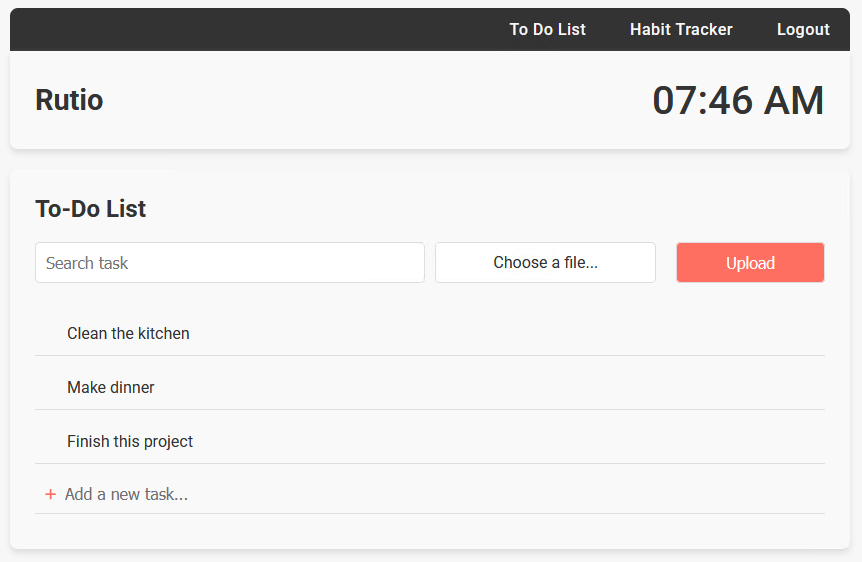 To Do List Habit Tracker Logout
Rutio 07:46 AM
To-Do List
Search task Choose a file... Upload
Clean the kitchen
Make dinner
Finish this project
+ Add a new task...